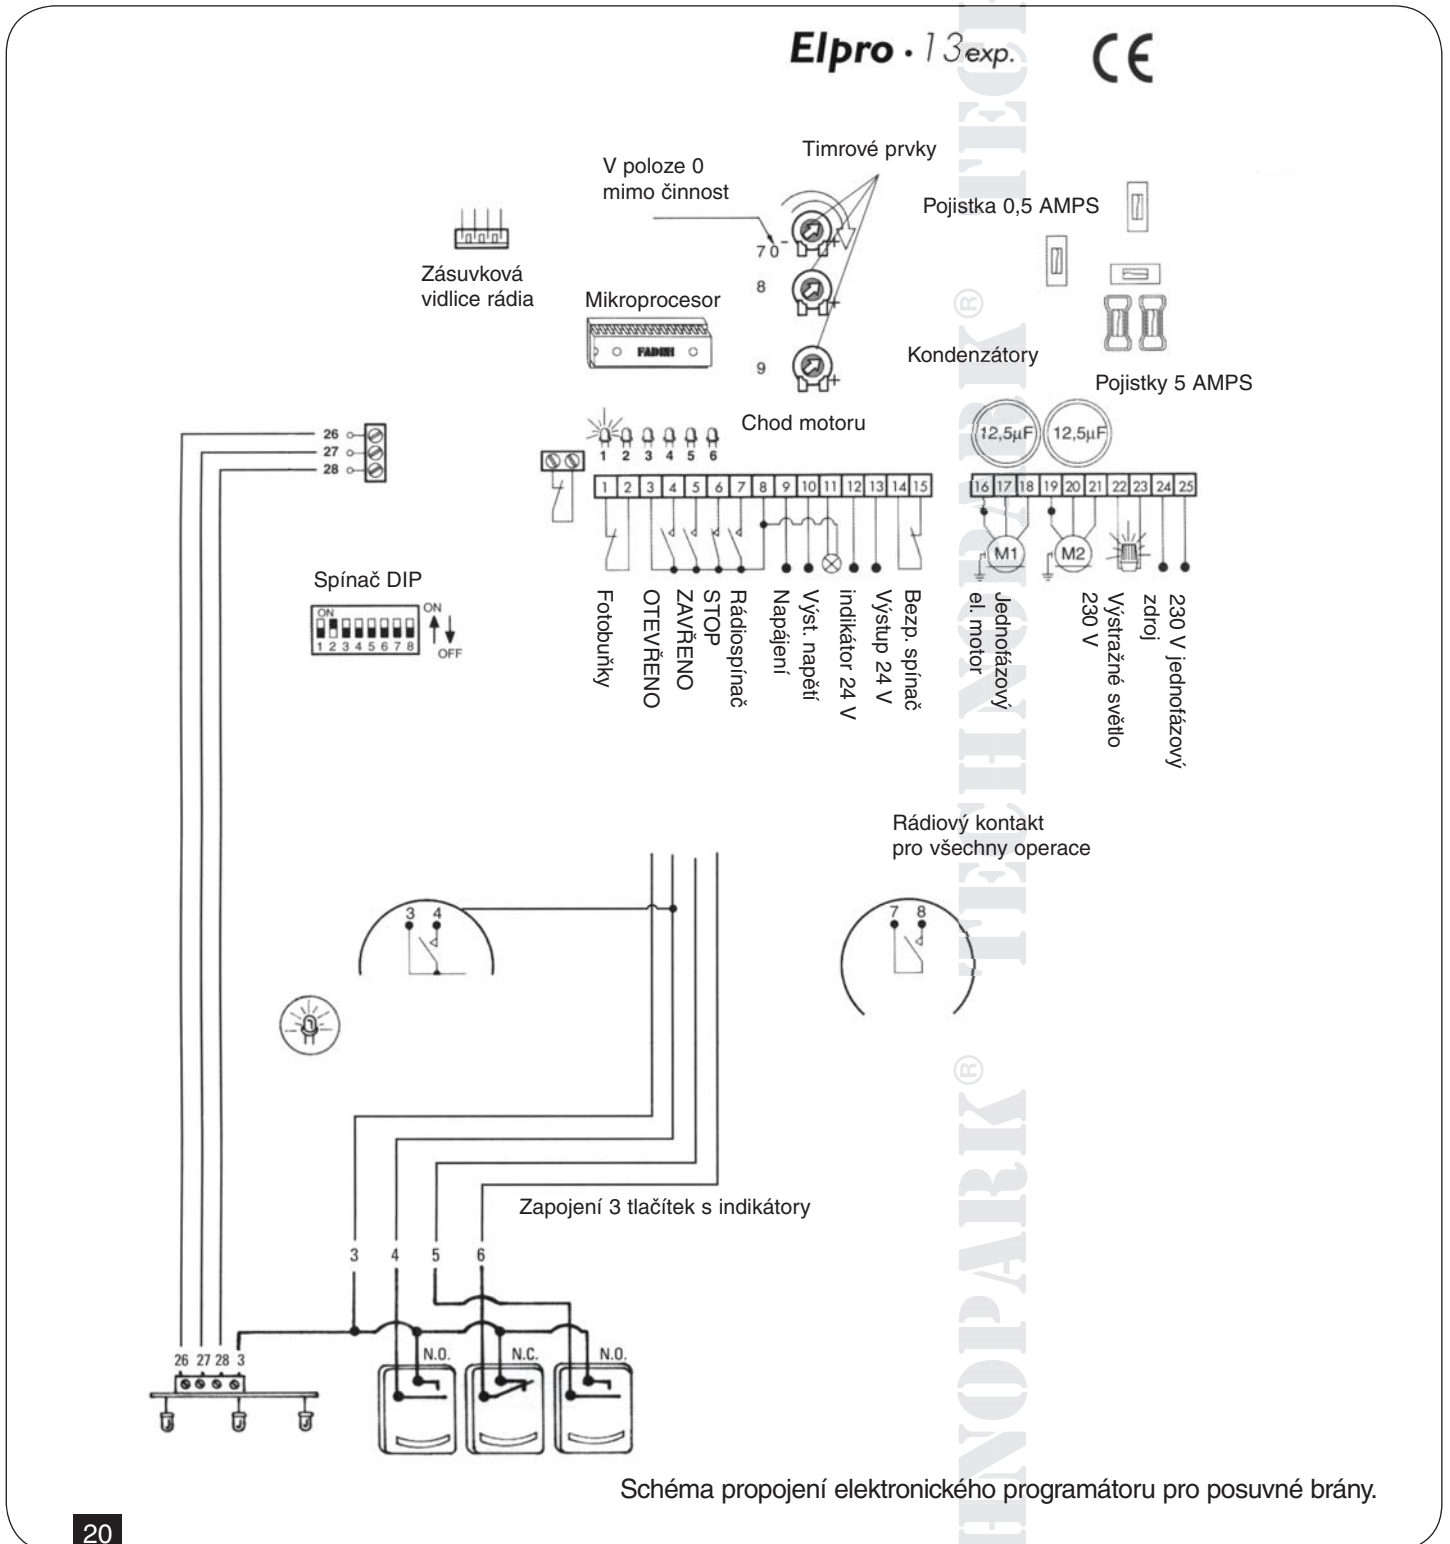 Elpro · 13 exp.
CE
Timrové prvky
V poloze 0
mimo činnost
Pojistka 0,5 AMPS
7 0 - +
Zásuvková
vidlice rádia
8 +
Mikroprocesor
FADINI
9 +
Kondenzátory
Pojistky 5 AMPS
Chod motoru
12,5µF 12,5µF
26
27
28
1 2 3 4 5 6
1 2 3 4 5 6 7 8 9 10 11 12 13 14 15
16 17 18 19 20 21 22 23 24 25
M1 M2
Spínač DIP
ON
1 2 3 4 5 6 7 8
ON
OFF
Fotobuňky
OTEVŘENO
ZAVŘENO
STOP
Rádiospínač
Napájení
Výst. napětí
indikátor 24 V
Výstup 24 V
Bezp. spínač
Jednofázový
el. motor
Výstražné světlo
230 V
230 V jednofázový
zdroj
Rádiový kontakt
pro všechny operace
3 4
7 8
Zapojení 3 tlačítek s indikátory
3 4 5 6
26 27 28 3
N.O. N.C. N.O.
Schéma propojení elektronického programátoru pro posuvné brány.
20
TECHNOPARK®